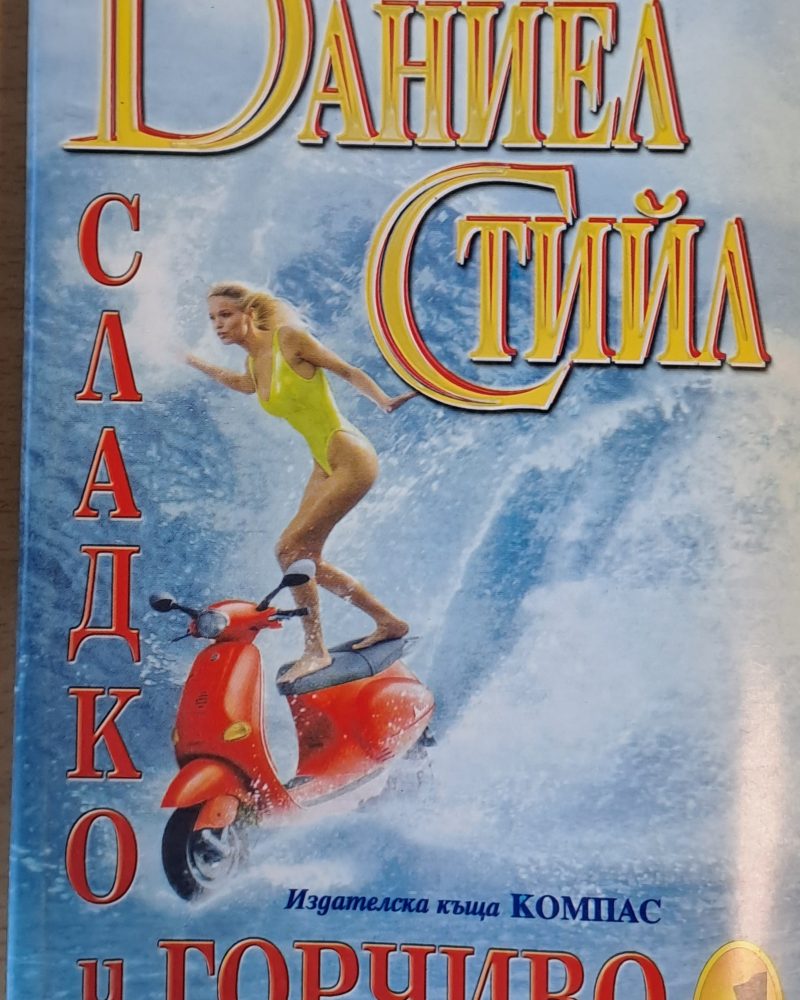 ДАНИЕЛ
СТИЙЛ
СЛАДКО
Издателска къща КОМПАС
и ГОРЧИВО